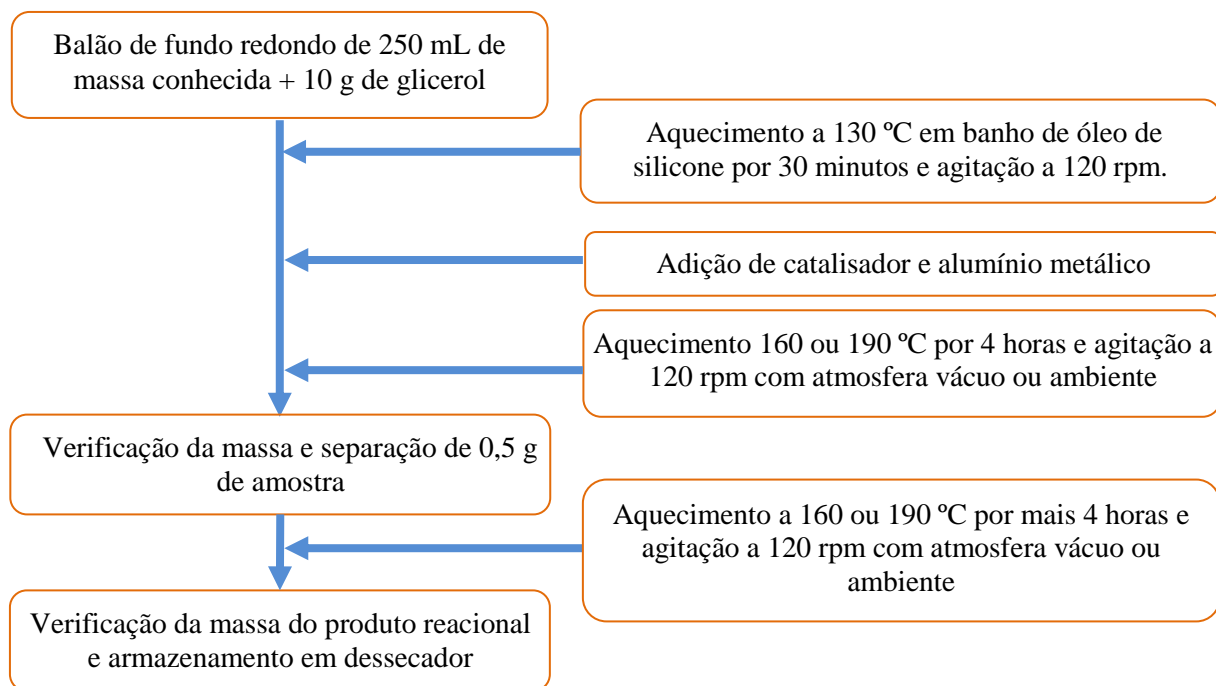 Balão de fundo redondo de 250 mL de
massa conhecida + 10 g de glicerol
Aquecimento a 130 ºC em banho de óleo de
silicone por 30 minutos e agitação a 120 rpm.
Adição de catalisador e alumínio metálico
Aquecimento 160 ou 190 ºC por 4 horas e agitação a
120 rpm com atmosfera vácuo ou ambiente
Verificação da massa e separação de 0,5 g
de amostra
Aquecimento a 160 ou 190 ºC por mais 4 horas e
agitação a 120 rpm com atmosfera vácuo ou
ambiente
Verificação da massa do produto reacional
e armazenamento em dessecador